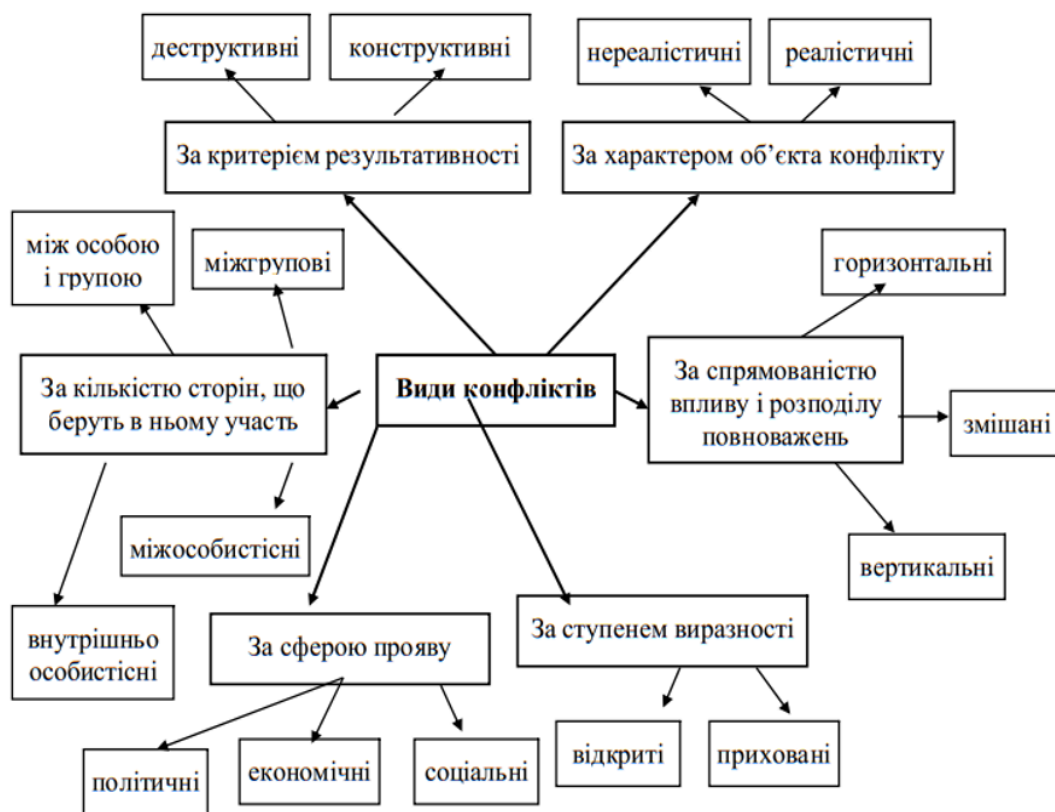 деструктивні
конструктивні
нереалістичні
реалістичні
За критерієм результативності
За характером об’єкта конфлікту
між особою
і групою
міжгрупові
горизонтальні
За кількістю сторін, що
беруть в ньому участь
Види конфліктів
За спрямованістю
впливу і розподілу
повноважень
змішані
міжособистісні
вертикальні
внутрішньо
особистісні
За сферою прояву
За ступенем виразності
політичні
економічні
соціальні
відкриті
приховані